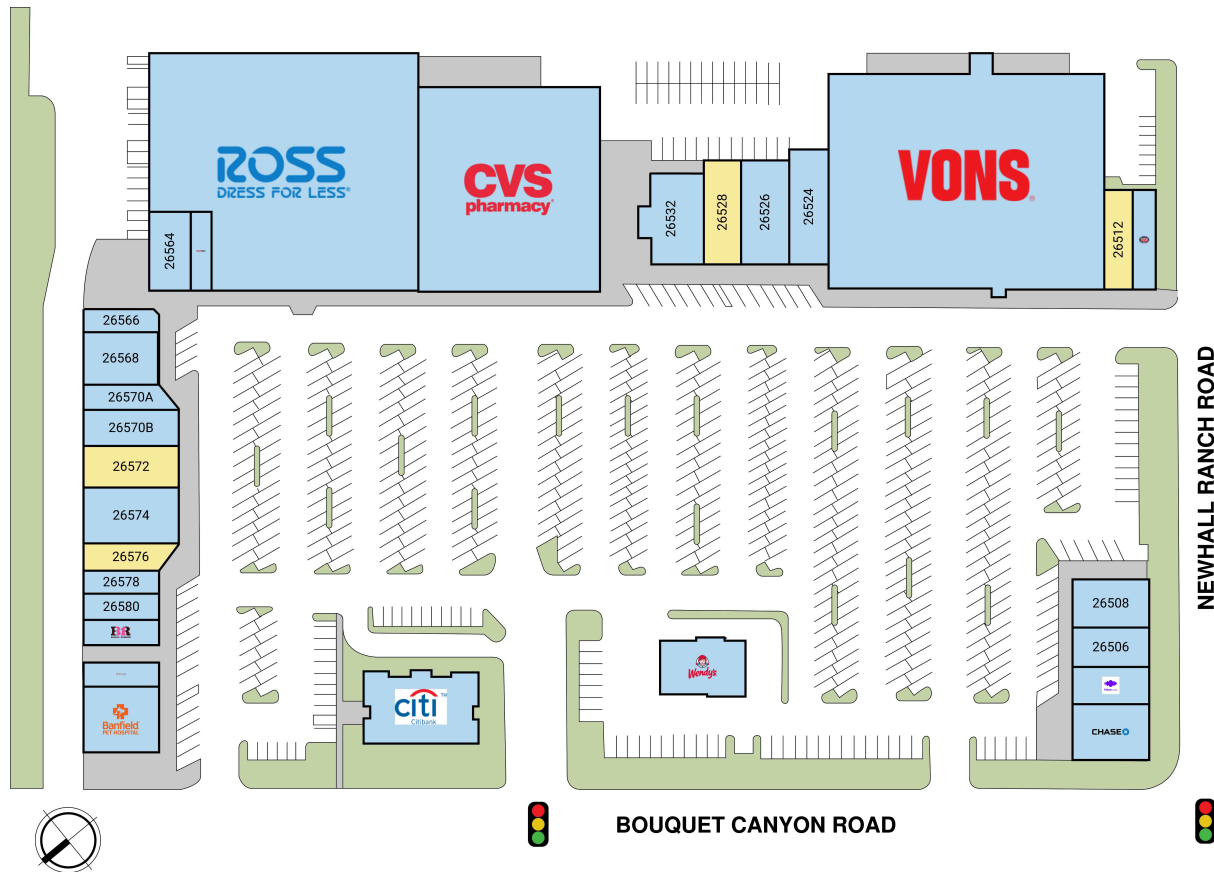 ROSS
DRESS FOR LESS®
CVS
pharmacy®
VONS®
26564
26532
26528
26526
26524
26512
26566
26568
26570A
26570B
26572
26574
26576
26578
26580
BR
Banfield®
PET HOSPITAL
citi™
Citibank
Wendy's
26508
26506
CHASE
NEWHALL RANCH ROAD
BOUQUET CANYON ROAD